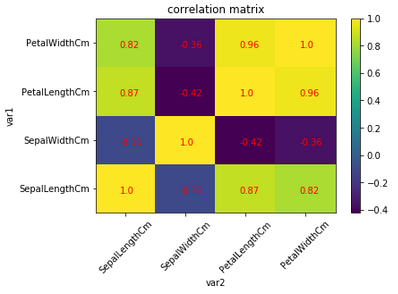 correlation matrix
PetalWidthCm 0.82 -0.36 0.96 1.0
PetalLengthCm 0.87 -0.42 1.0 0.96
SepalWidthCm 1.0 -0.42 -0.36
SepalLengthCm 1.0 0.87 0.82
var1
SepalLengthCm SepalWidthCm PetalLengthCm PetalWidthCm
var2
1.0
0.8
0.6
0.4
0.2
0.0
−0.2
−0.4